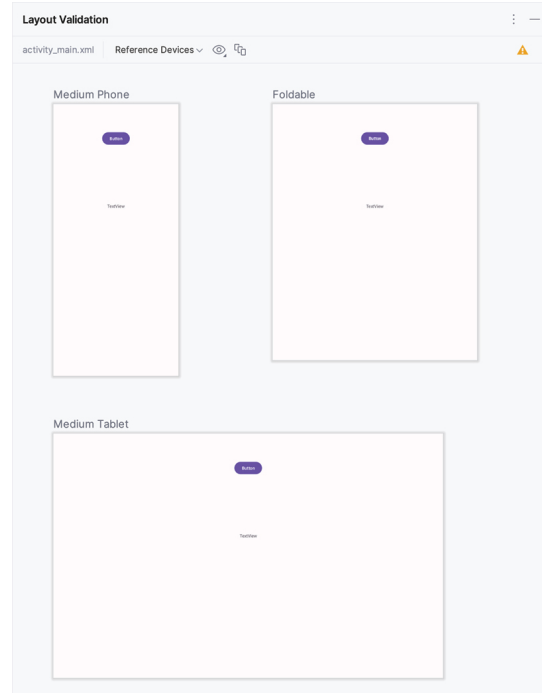 Layout Validation
activity_main.xml Reference Devices
Medium Phone Foldable
Button Button
TextView TextView
Medium Tablet
Button
TextView